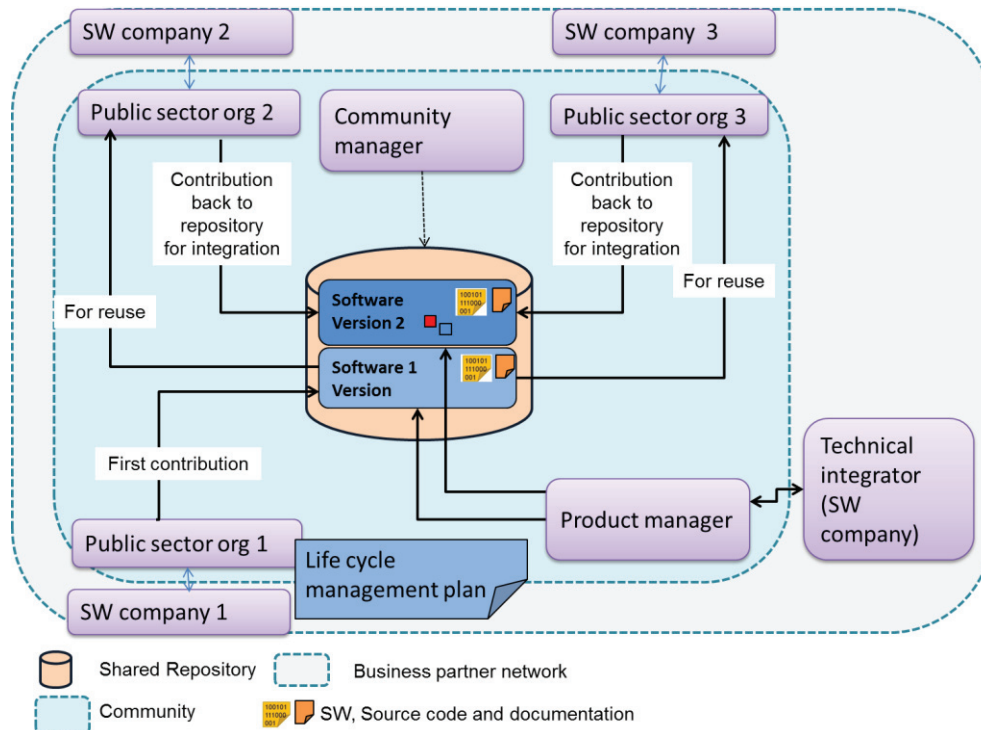 SW company 2
SW company 3
Public sector org 2
Community
manager
Public sector org 3
Contribution
back to
repository
for integration
Contribution
back to
repository
for integration
For reuse
For reuse
Software
Version 2
100101
111000
001
Software 1
Version
100101
111000
001
First contribution
Technical
integrator
(SW
company)
Product manager
Public sector org 1
Life cycle
management plan
SW company 1
Shared Repository
Business partner network
Community
100101
111000
001
SW, Source code and documentation